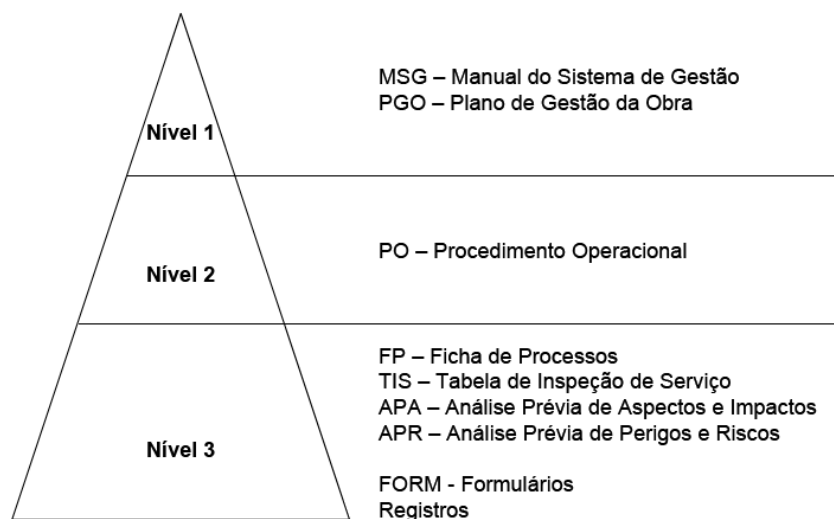 MSG – Manual do Sistema de Gestão
PGO – Plano de Gestão da Obra
Nível 1
PO – Procedimento Operacional
Nível 2
FP – Ficha de Processos
TIS – Tabela de Inspeção de Serviço
APA – Análise Prévia de Aspectos e Impactos
APR – Análise Prévia de Perigos e Riscos
Nível 3
FORM - Formulários
Registros